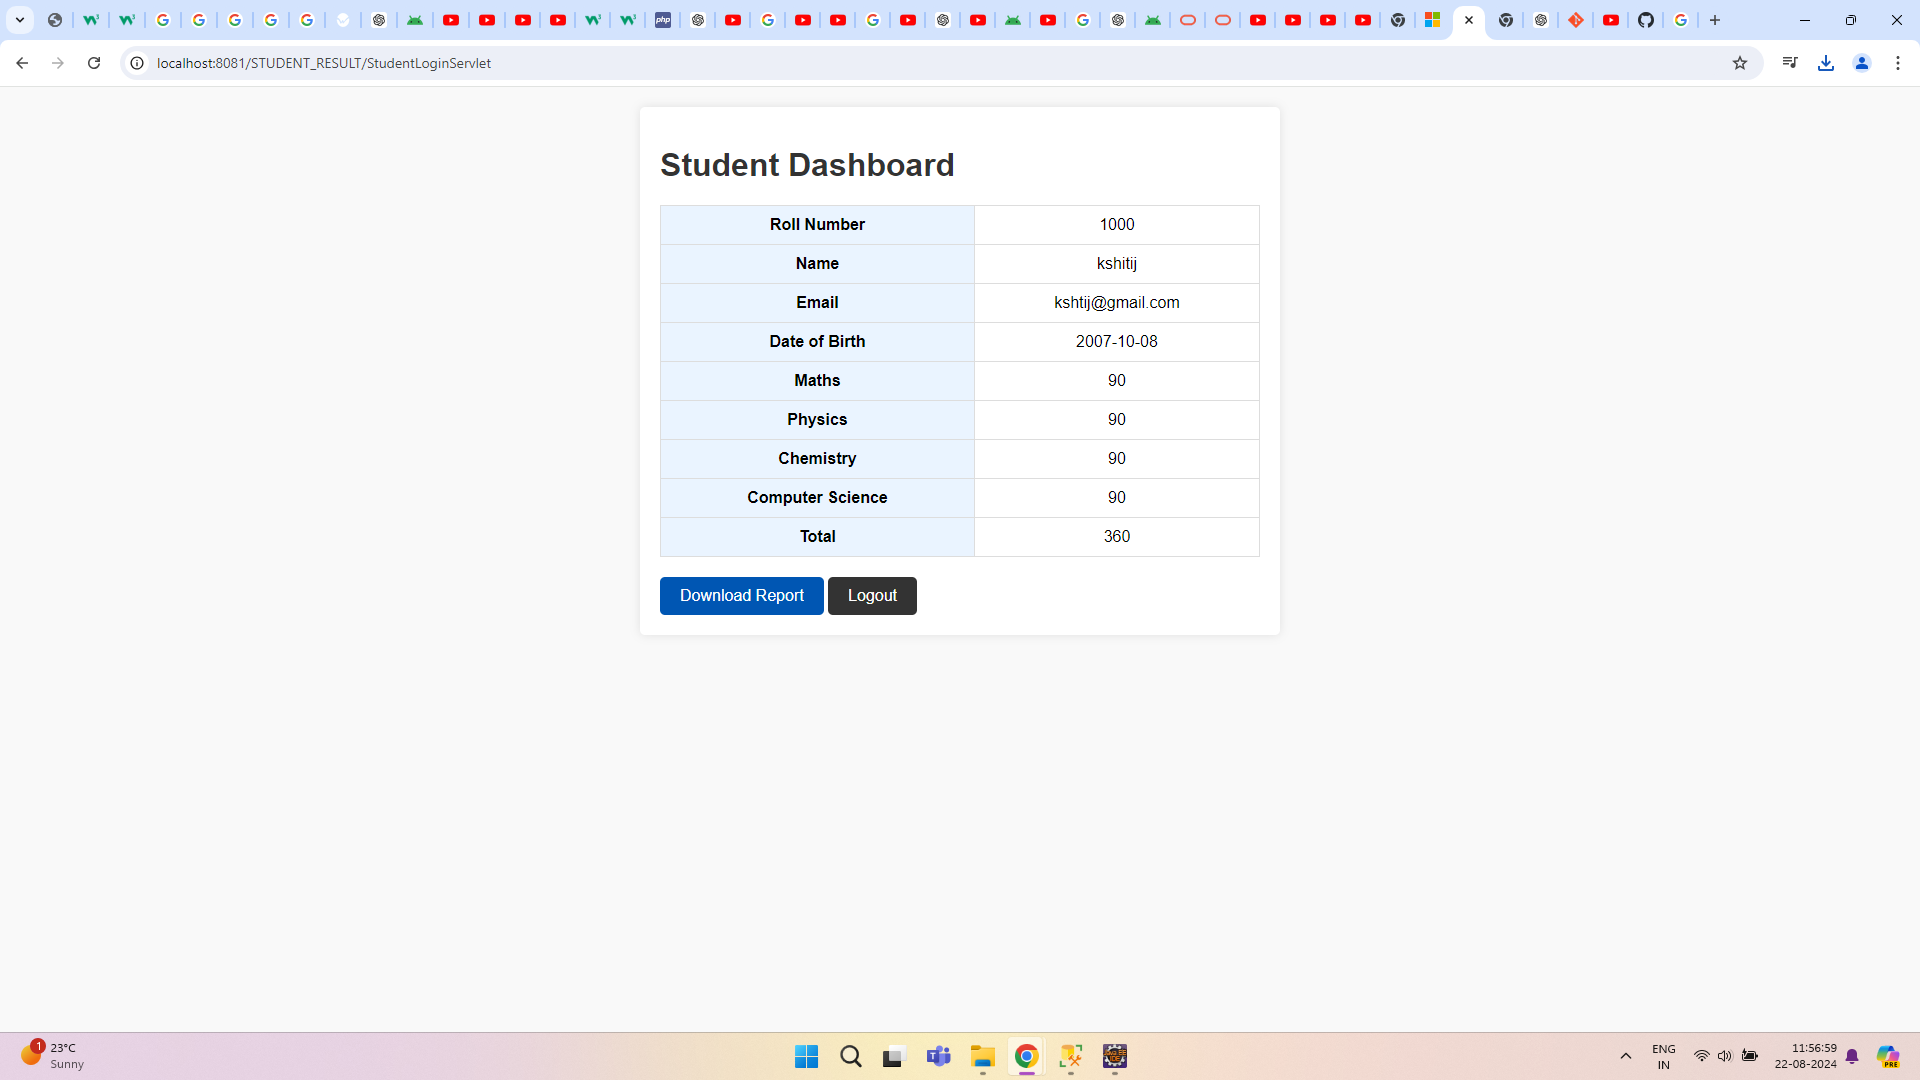 localhost:8081/STUDENT_RESULT/StudentLoginServlet
Student Dashboard
Roll Number 1000
Name kshitij
Email kshtij@gmail.com
Date of Birth 2007-10-08
Maths 90
Physics 90
Chemistry 90
Computer Science 90
Total 360
Download Report Logout
1
23°C
Sunny
ENG
IN
11:56:59
22-08-2024